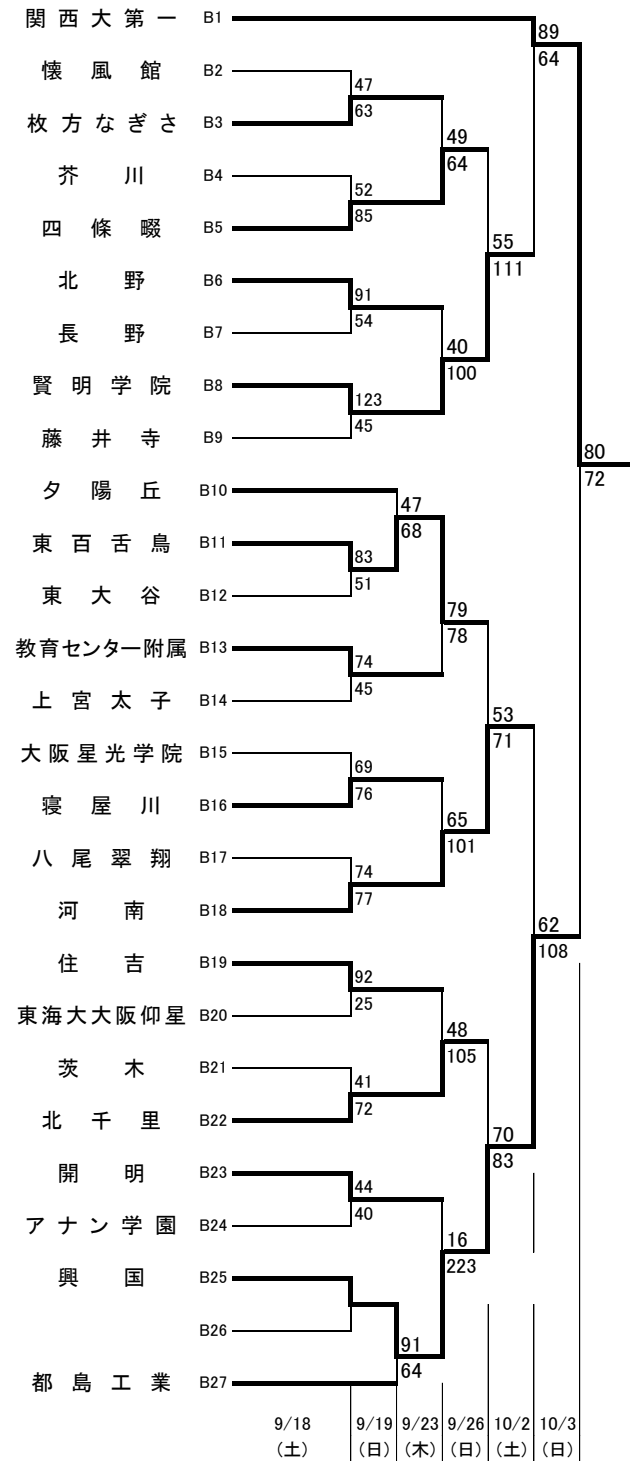 関西大第一 B1
89
64
懐風館 B2
47
63
枚方なぎさ B3
49
64
芥川 B4
52
85
四條畷 B5
55
111
北野 B6
91
54
長野 B7
40
100
賢明学院 B8
123
45
藤井寺 B9
80
72
夕陽丘 B10
47
68
東百舌鳥 B11
83
51
東大谷 B12
79
78
教育センター附属 B13
74
45
上宮太子 B14
53
71
大阪星光学院 B15
69
76
寝屋川 B16
65
101
八尾翠翔 B17
74
77
河南 B18
62
108
住吉 B19
92
25
東海大大阪仰星 B20
48
105
茨木 B21
41
72
北千里 B22
70
83
開明 B23
44
40
アナン学園 B24
16
223
興国 B25
B26
91
64
都島工業 B27
9/18 9/19 9/23 9/26 10/2 10/3
(土) (日) (木) (日) (土) (日)